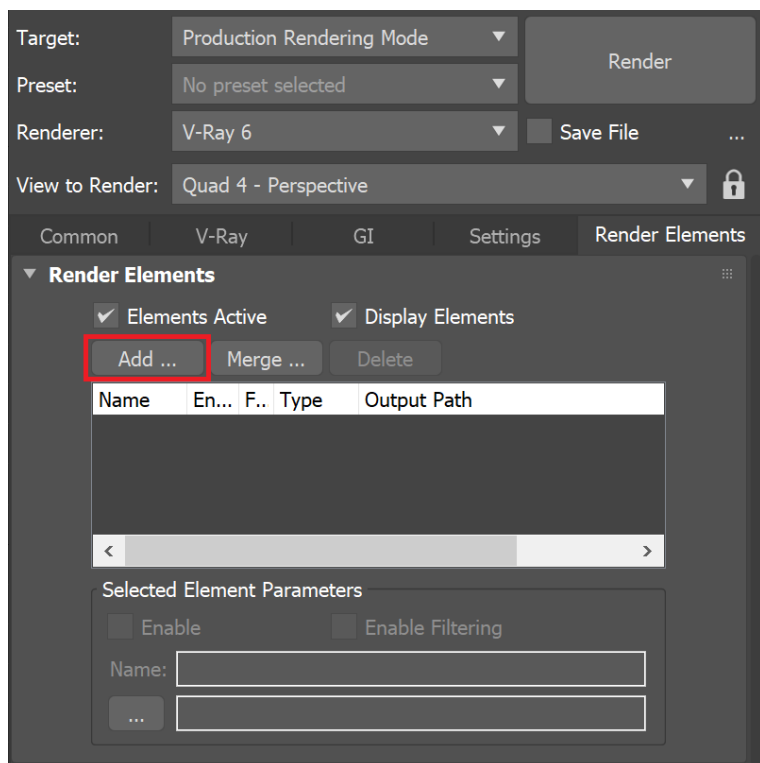 Target: Production Rendering Mode
Render
Preset: No preset selected
Renderer: V-Ray 6 Save File ...
View to Render: Quad 4 - Perspective
Common V-Ray GI Settings Render Elements
Render Elements
Elements Active Display Elements
Add ... Merge ... Delete
Name En... F.. Type Output Path
Selected Element Parameters
Enable Enable Filtering
Name:
...